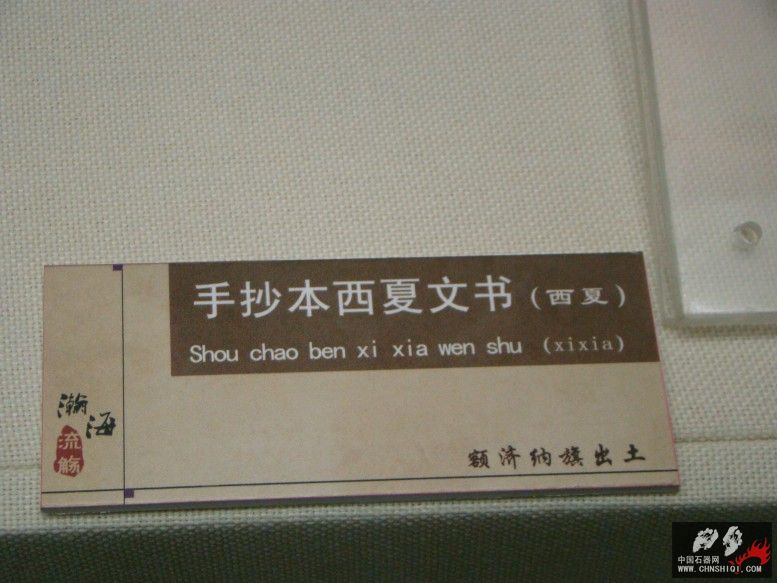 手抄本西夏文书（西夏）
Shou chao ben xi xia wen shu (xixia)
瀚海
流觞
额济纳旗出土
中国石器网
WWW.CHNSHIQI.COM